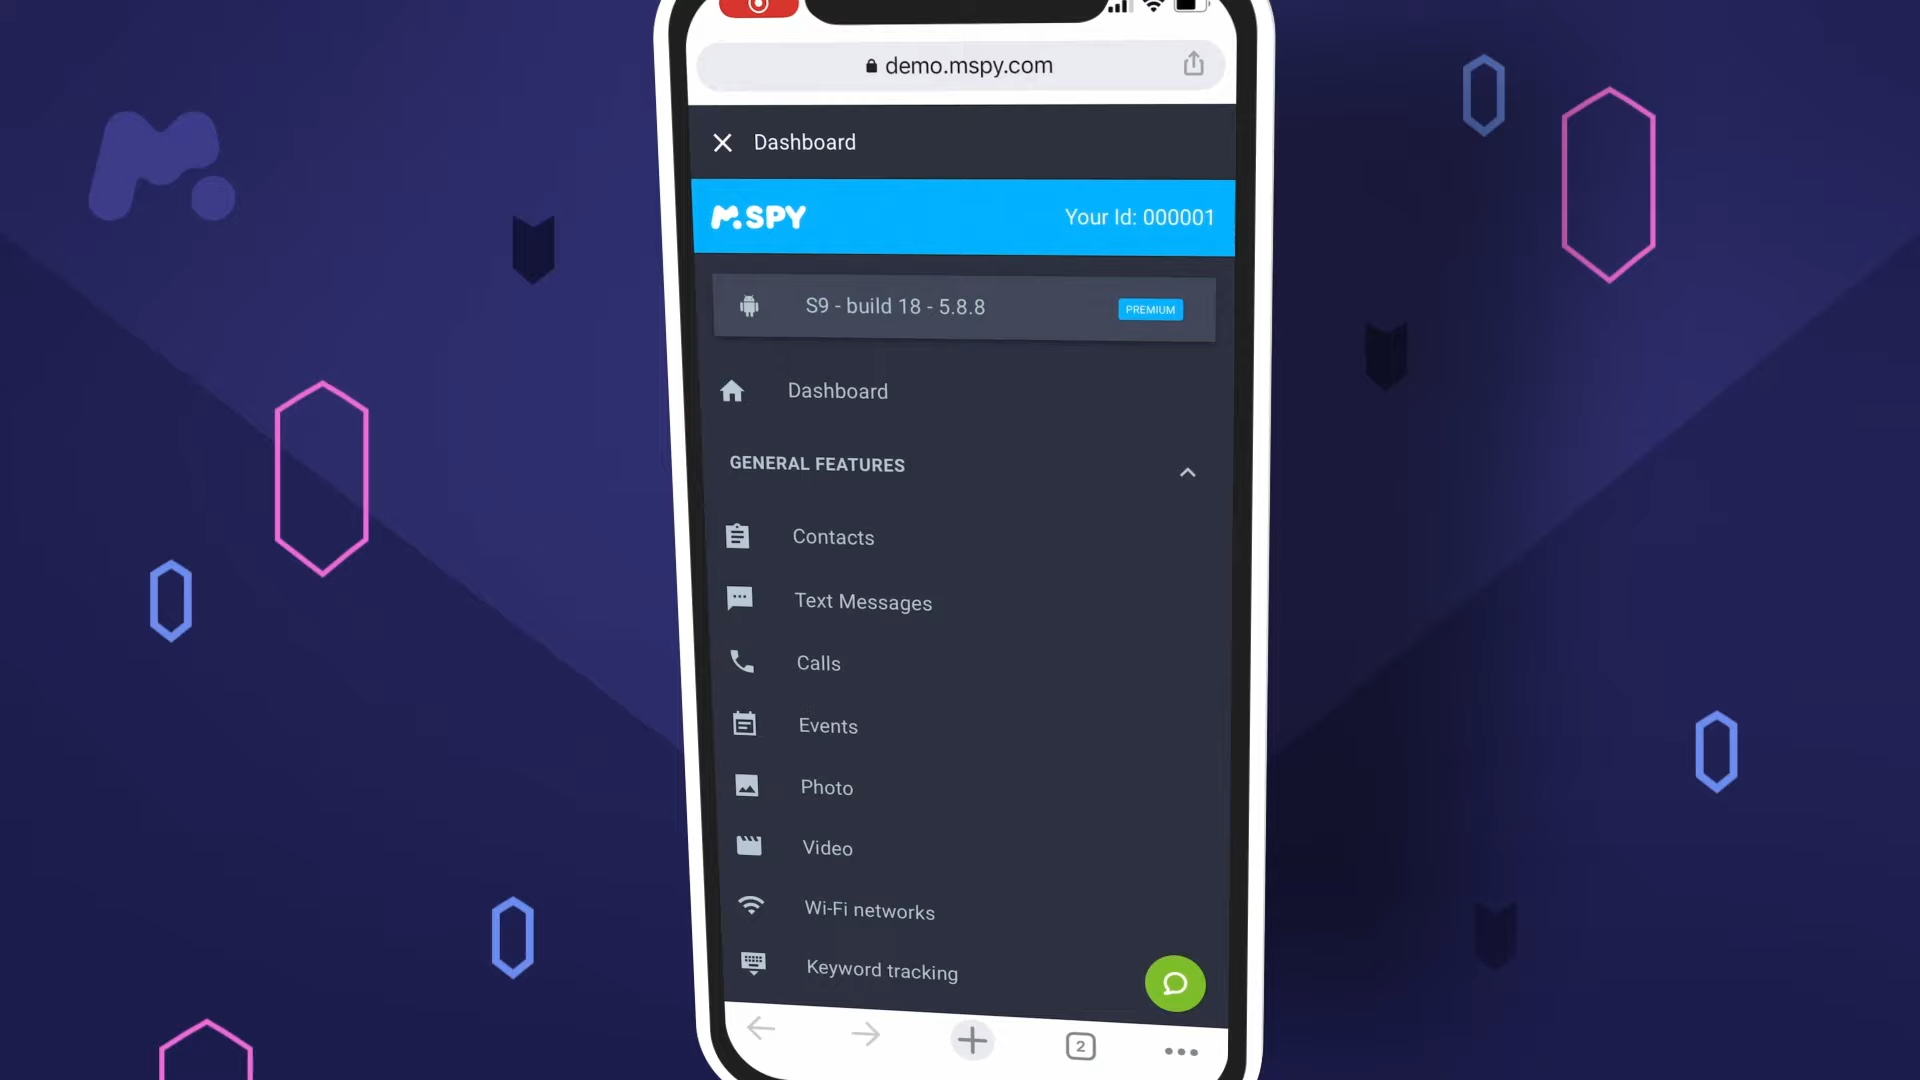 demo.mspy.com
Dashboard
mSPY Your Id: 000001
S9 - build 18 - 5.8.8 PREMIUM
Dashboard
GENERAL FEATURES
Contacts
Text Messages
Calls
Events
Photo
Video
Wi-Fi networks
Keyword tracking
2